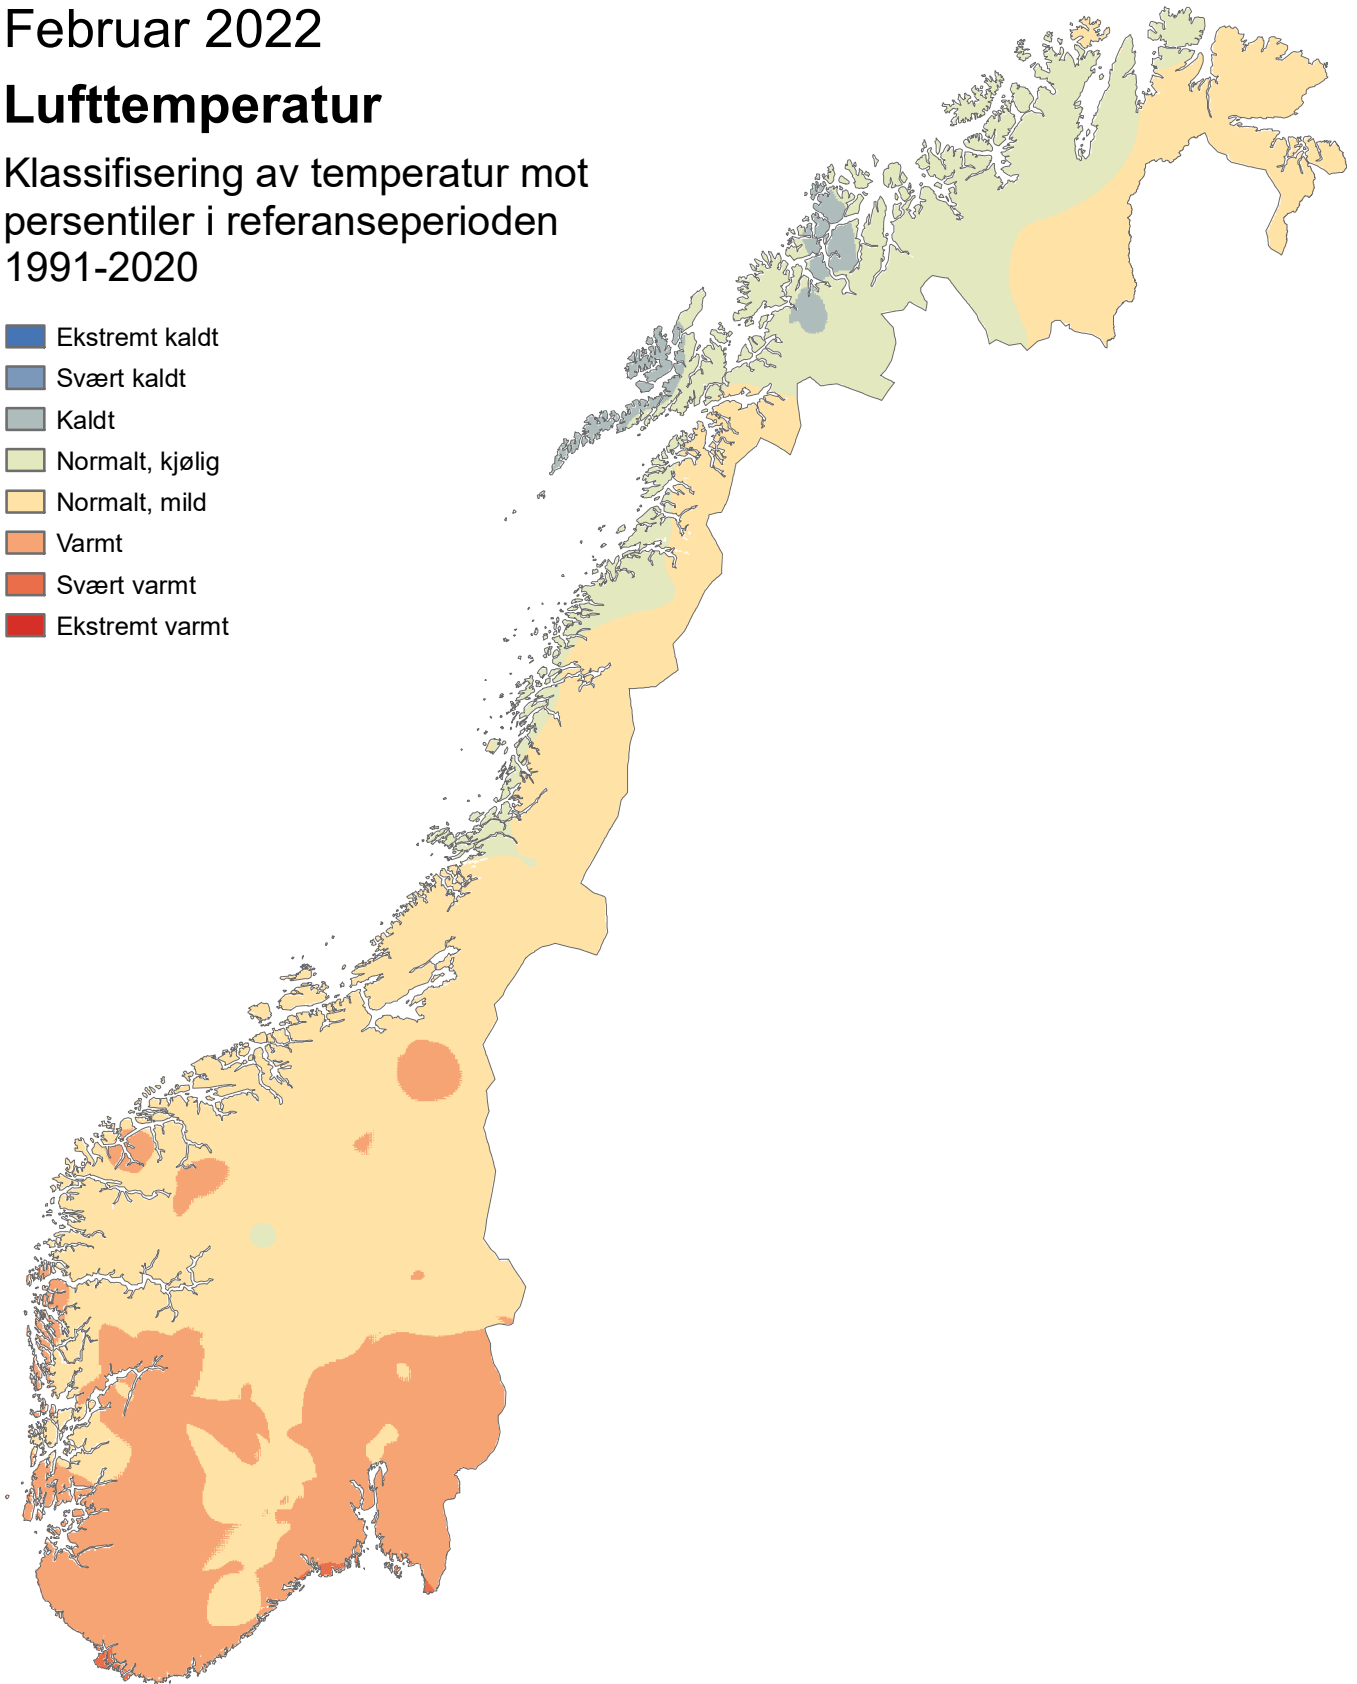 Februar 2022
Lufttemperatur
Klassifisering av temperatur mot
persentiler i referanseperioden
1991-2020
Ekstremt kaldt
Svært kaldt
Kaldt
Normalt, kjølig
Normalt, mild
Varmt
Svært varmt
Ekstremt varmt